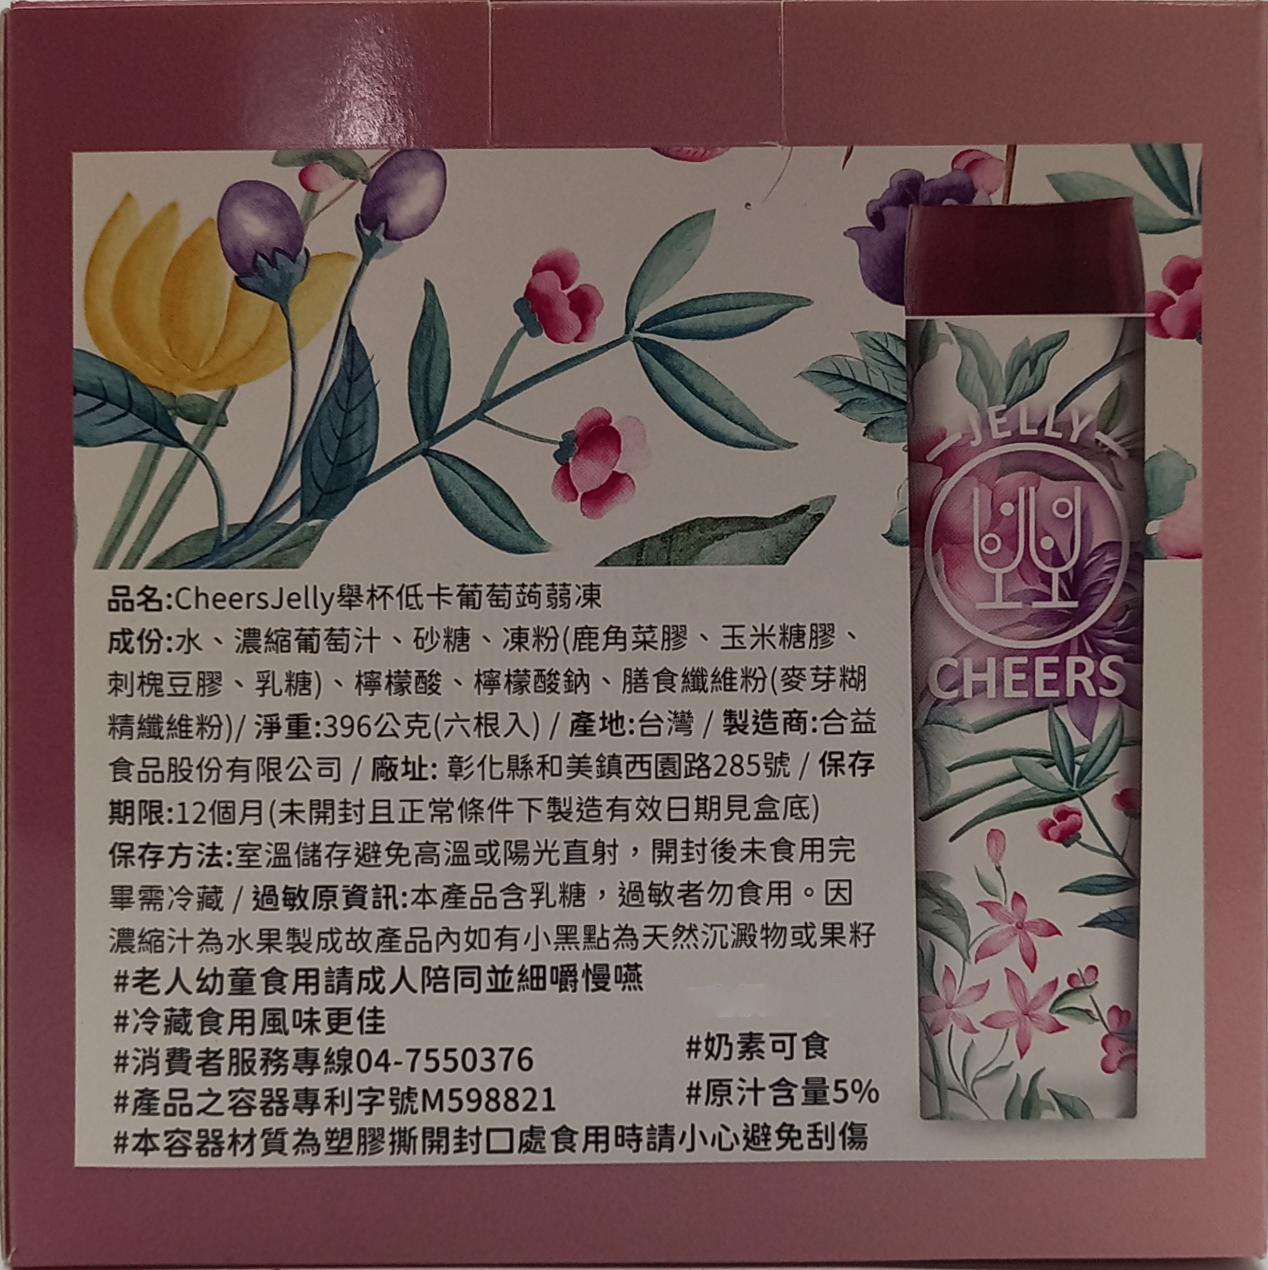 JELLY
CHEERS
品名:CheersJelly舉杯低卡葡萄蒟蒻凍
成份:水、濃縮葡萄汁、砂糖、凍粉(鹿角菜膠、玉米糖膠、
刺槐豆膠、乳糖)、檸檬酸、檸檬酸鈉、膳食纖維粉(麥芽糊
精纖維粉)/ 淨重:396公克(六根入) / 產地:台灣 / 製造商:合益
食品股份有限公司 / 廠址: 彰化縣和美鎮西園路285號 / 保存
期限:12個月(未開封且正常條件下製造有效日期見盒底)
保存方法:室溫儲存避免高溫或陽光直射，開封後未食用完
畢需冷藏 / 過敏原資訊:本產品含乳糖，過敏者勿食用。因
濃縮汁為水果製成故產品內如有小黑點為天然沉澱物或果籽
#老人幼童食用請成人陪同並細嚼慢嚥
#冷藏食用風味更佳
#消費者服務專線04-7550376
#奶素可食
#產品之容器專利字號M598821
#原汁含量5%
#本容器材質為塑膠撕開封口處食用時請小心避免刮傷